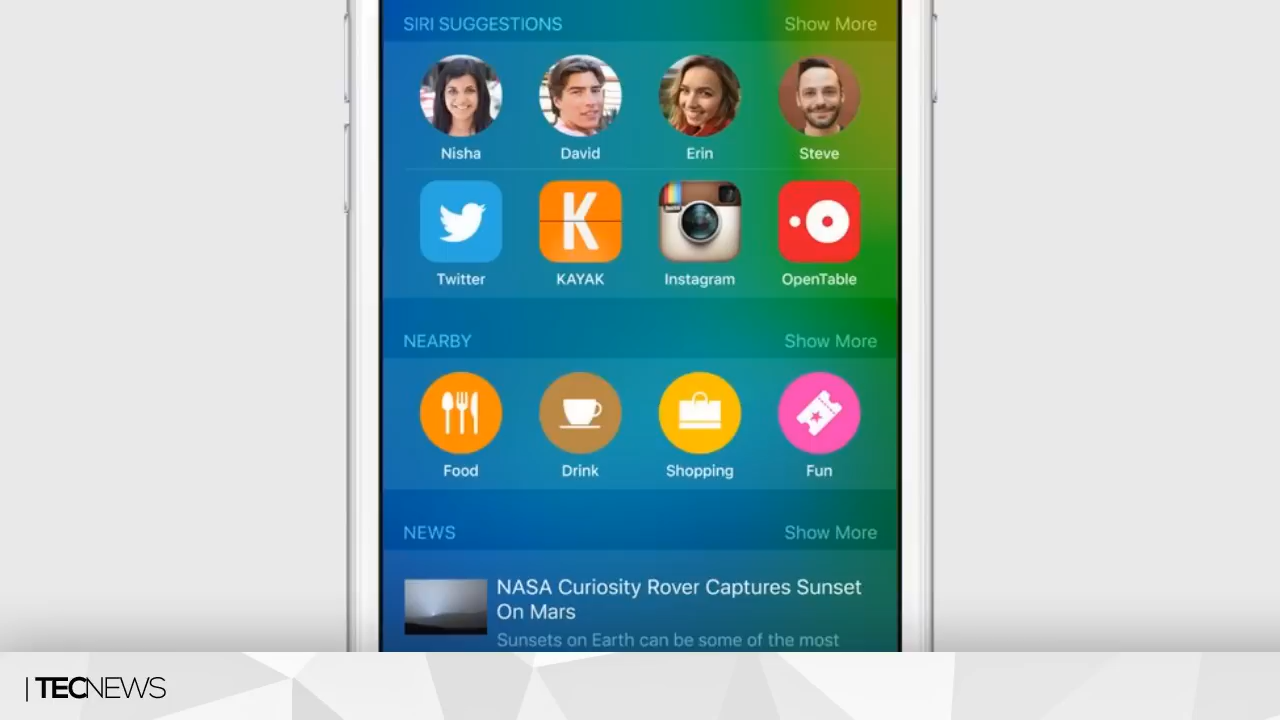 SIRI SUGGESTIONS Show More
Nisha David Erin Steve
K
Twitter KAYAK Instagram OpenTable
NEARBY Show More
Food Drink Shopping Fun
NEWS Show More
NASA Curiosity Rover Captures Sunset
On Mars
Sunsets on Earth can be some of the most
| TECNEWS